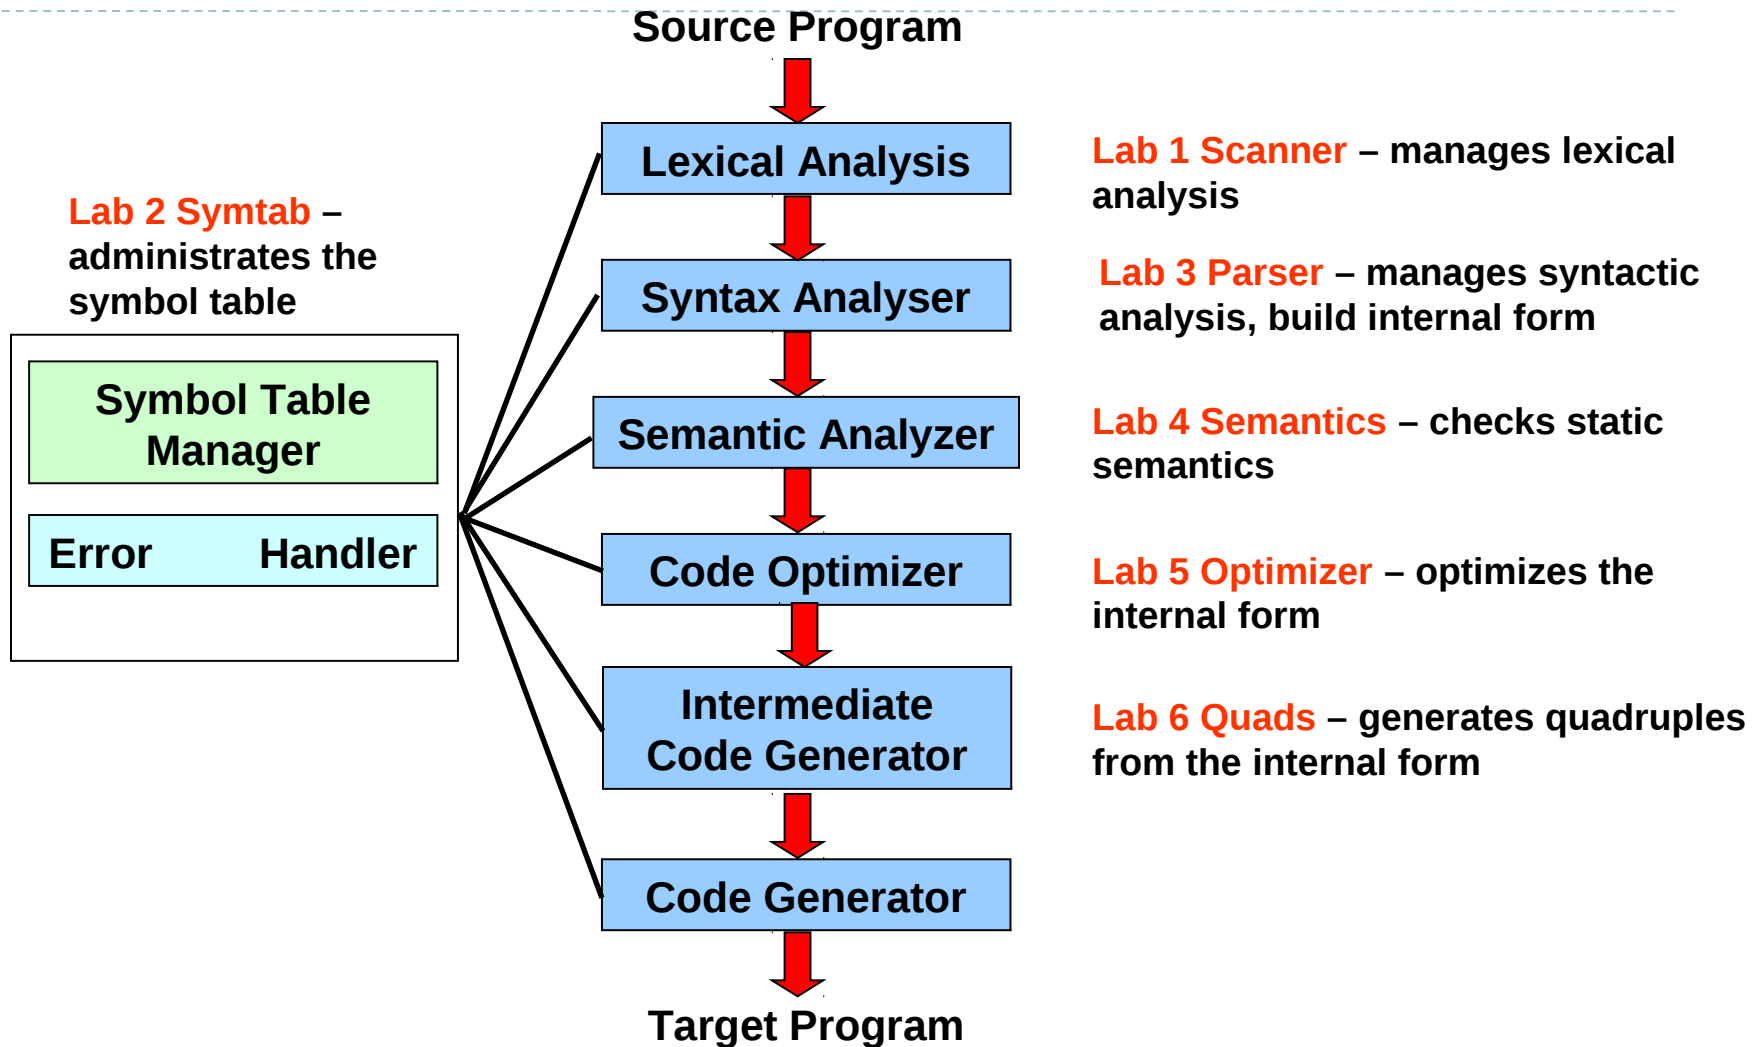 Source Program
Lexical Analysis
Lab 1 Scanner – manages lexical
analysis
Lab 2 Symtab –
administrates the
symbol table
Syntax Analyser
Lab 3 Parser – manages syntactic
analysis, build internal form
Symbol Table
Manager
Semantic Analyzer
Lab 4 Semantics – checks static
semantics
Error Handler
Code Optimizer
Lab 5 Optimizer – optimizes the
internal form
Intermediate
Code Generator
Lab 6 Quads – generates quadruples
from the internal form
Code Generator
Target Program